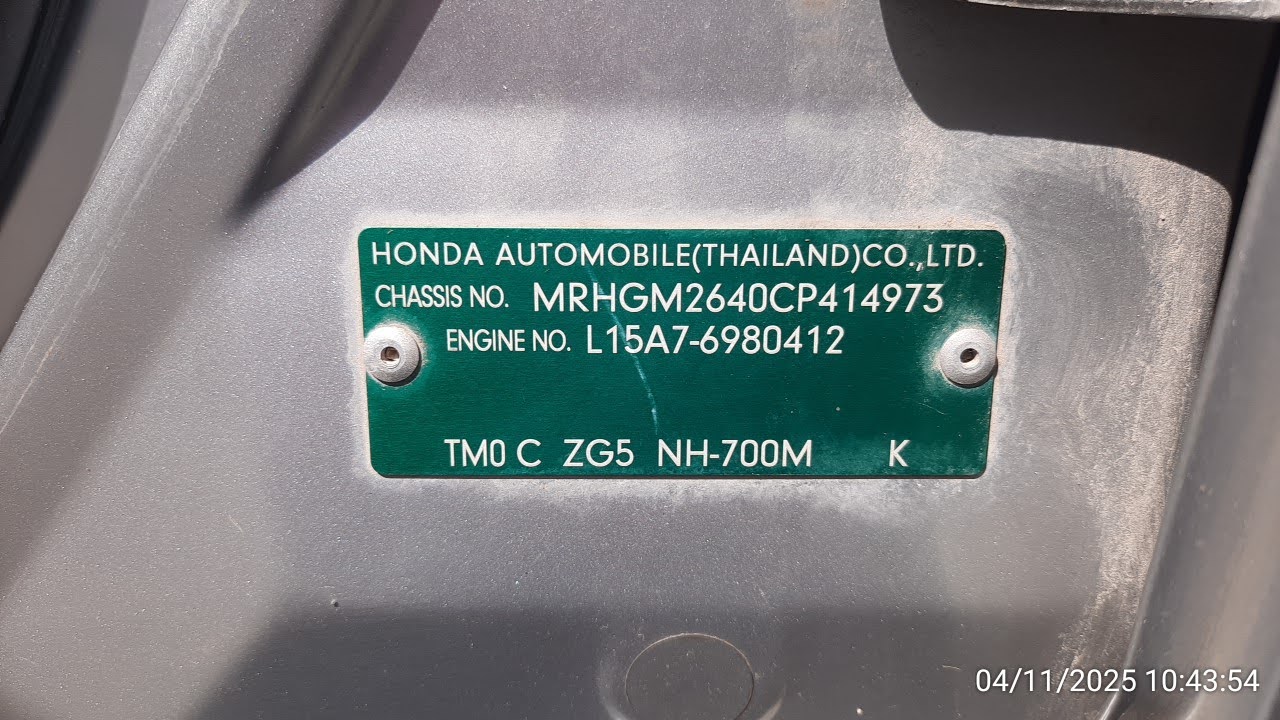 HONDA AUTOMOBILE(THAILAND)CO.,LTD.
CHASSIS NO. MRHGM2640CP414973
ENGINE NO. L15A7-6980412
TM0 C ZG5 NH-700M K
04/11/2025 10:43:54